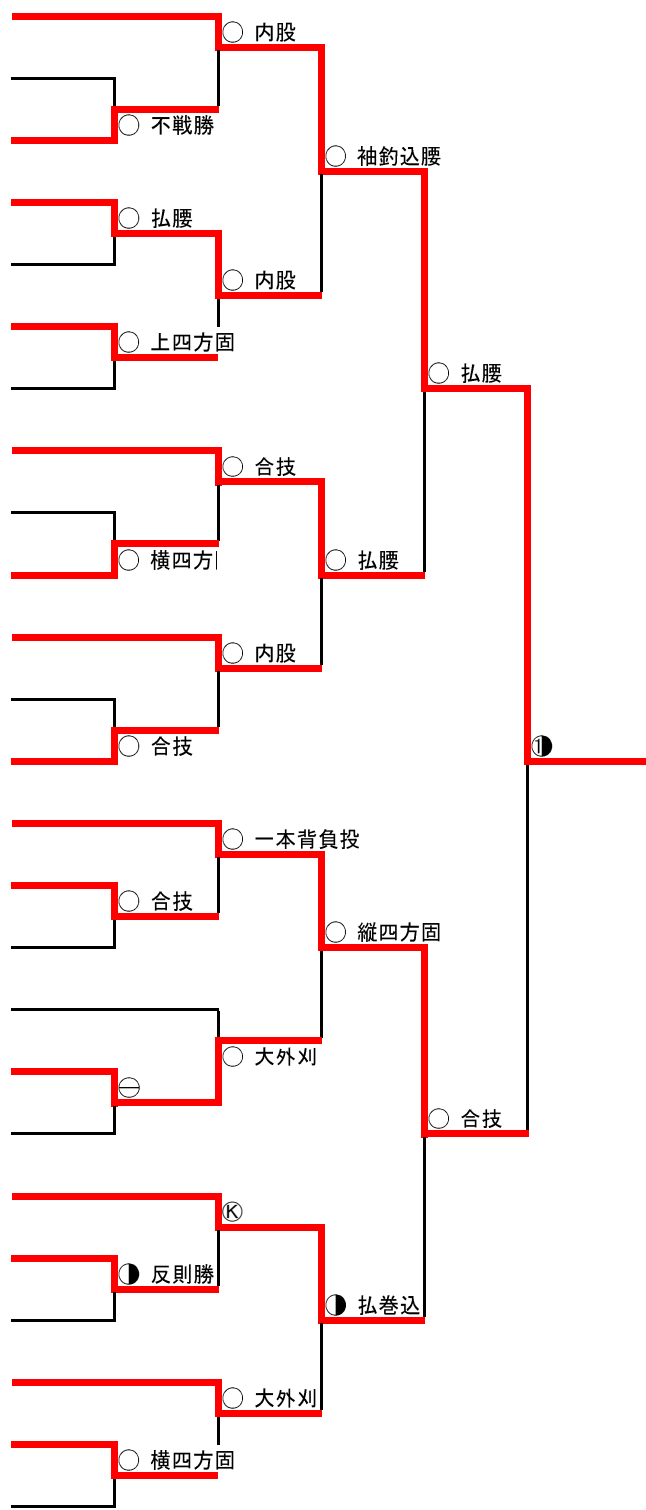 ○ 内股
○ 不戦勝
○ 袖釣込腰
○ 払腰
○ 内股
○ 上四方固
○ 払腰
○ 合技
○ 横四方
○ 払腰
○ 内股
○ 合技
①
○ 一本背負投
○ 合技
○ 縦四方固
○ 大外刈
㊀
○ 合技
Ⓚ
◑ 反則勝
◑ 払巻込
○ 大外刈
○ 横四方固